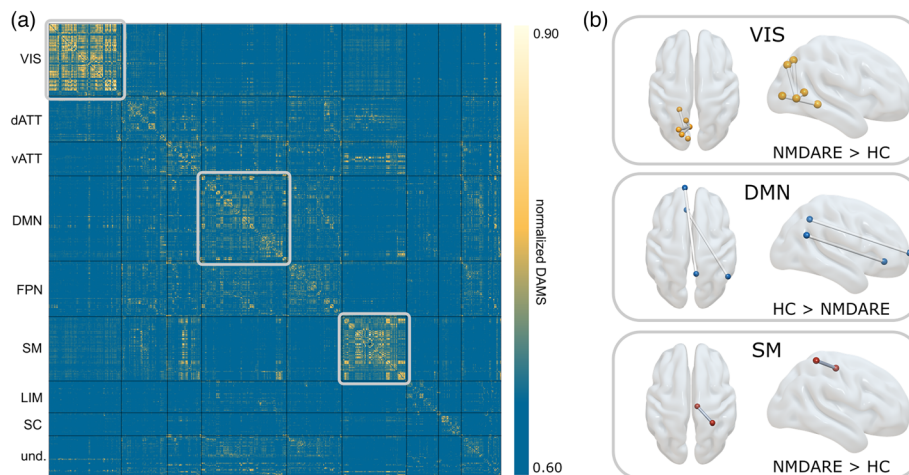 (a)
VIS
dATT
vATT
DMN
FPN
SM
LIM
SC
und.
0.90
normalized DAMS
0.60
(b)
VIS
NMDARE > HC
DMN
HC > NMDARE
SM
NMDARE > HC